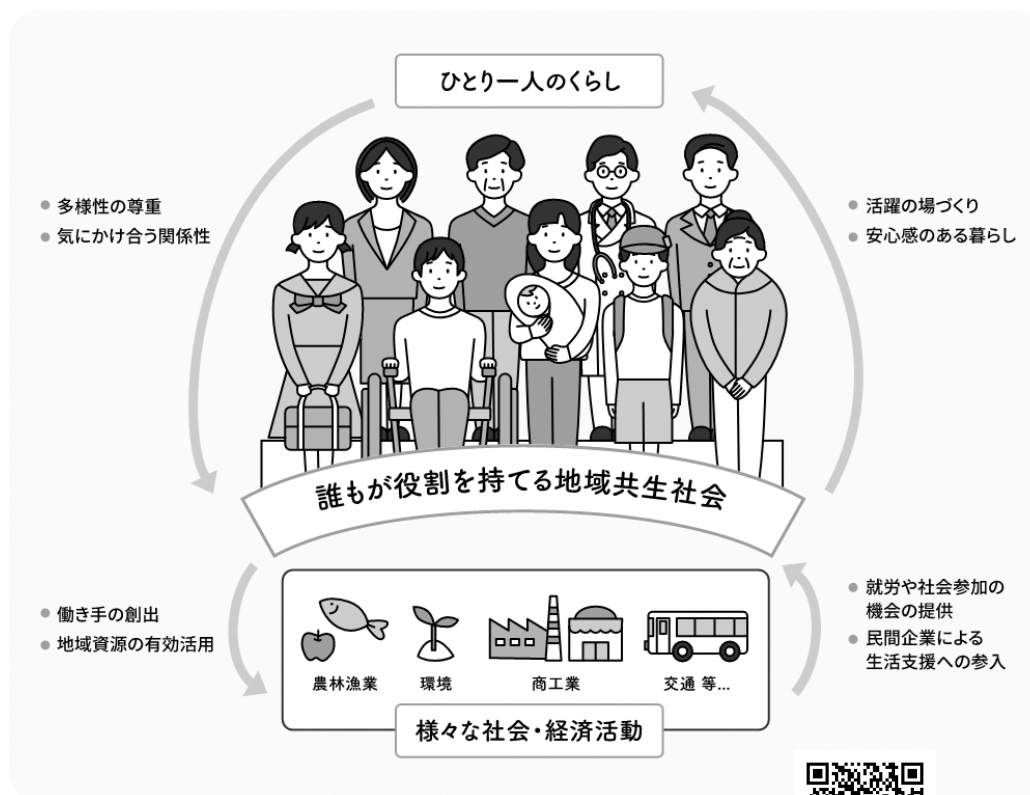 ひとり一人のくらし
多様性の尊重
気にかけ合う関係性
活躍の場づくり
安心感のある暮らし
誰もが役割を持てる地域共生社会
働き手の創出
地域資源の有効活用
就労や社会参加の
機会の提供
民間企業による
生活支援への参入
農林漁業
環境
商工業
交通 等...
様々な社会・経済活動